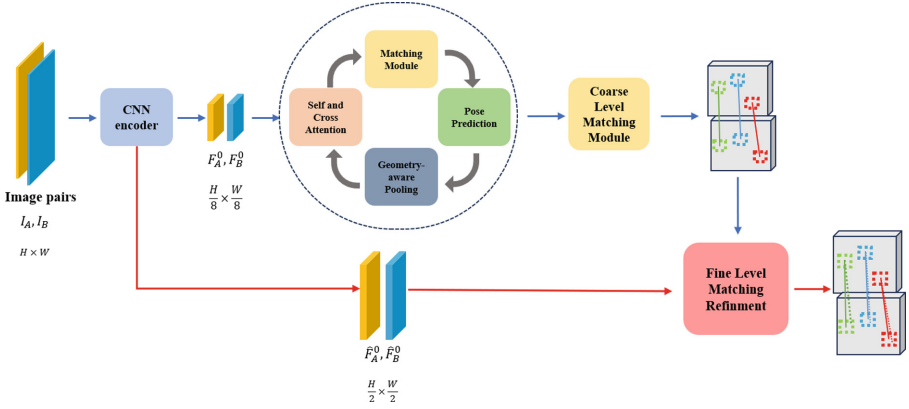 Image pairs
I_A, I_B
H × W
CNN
encoder
F_A^0, F_B^0
H/8 × W/8
Matching
Module
Self and
Cross
Attention
Pose
Prediction
Geometry-
aware
Pooling
Coarse
Level
Matching
Module
F̂_A^0, F̂_B^0
H/2 × W/2
Fine Level
Matching
Refinment